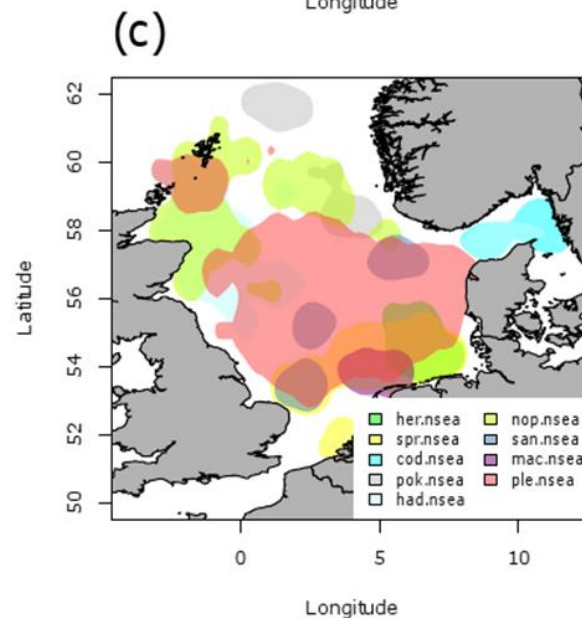 Longitude
(c)
62
60
58
56
54
52
50
Latitude
her.nsea nop.nsea
spr.nsea san.nsea
cod.nsea mac.nsea
pok.nsea ple.nsea
had.nsea
0 5 10
Longitude